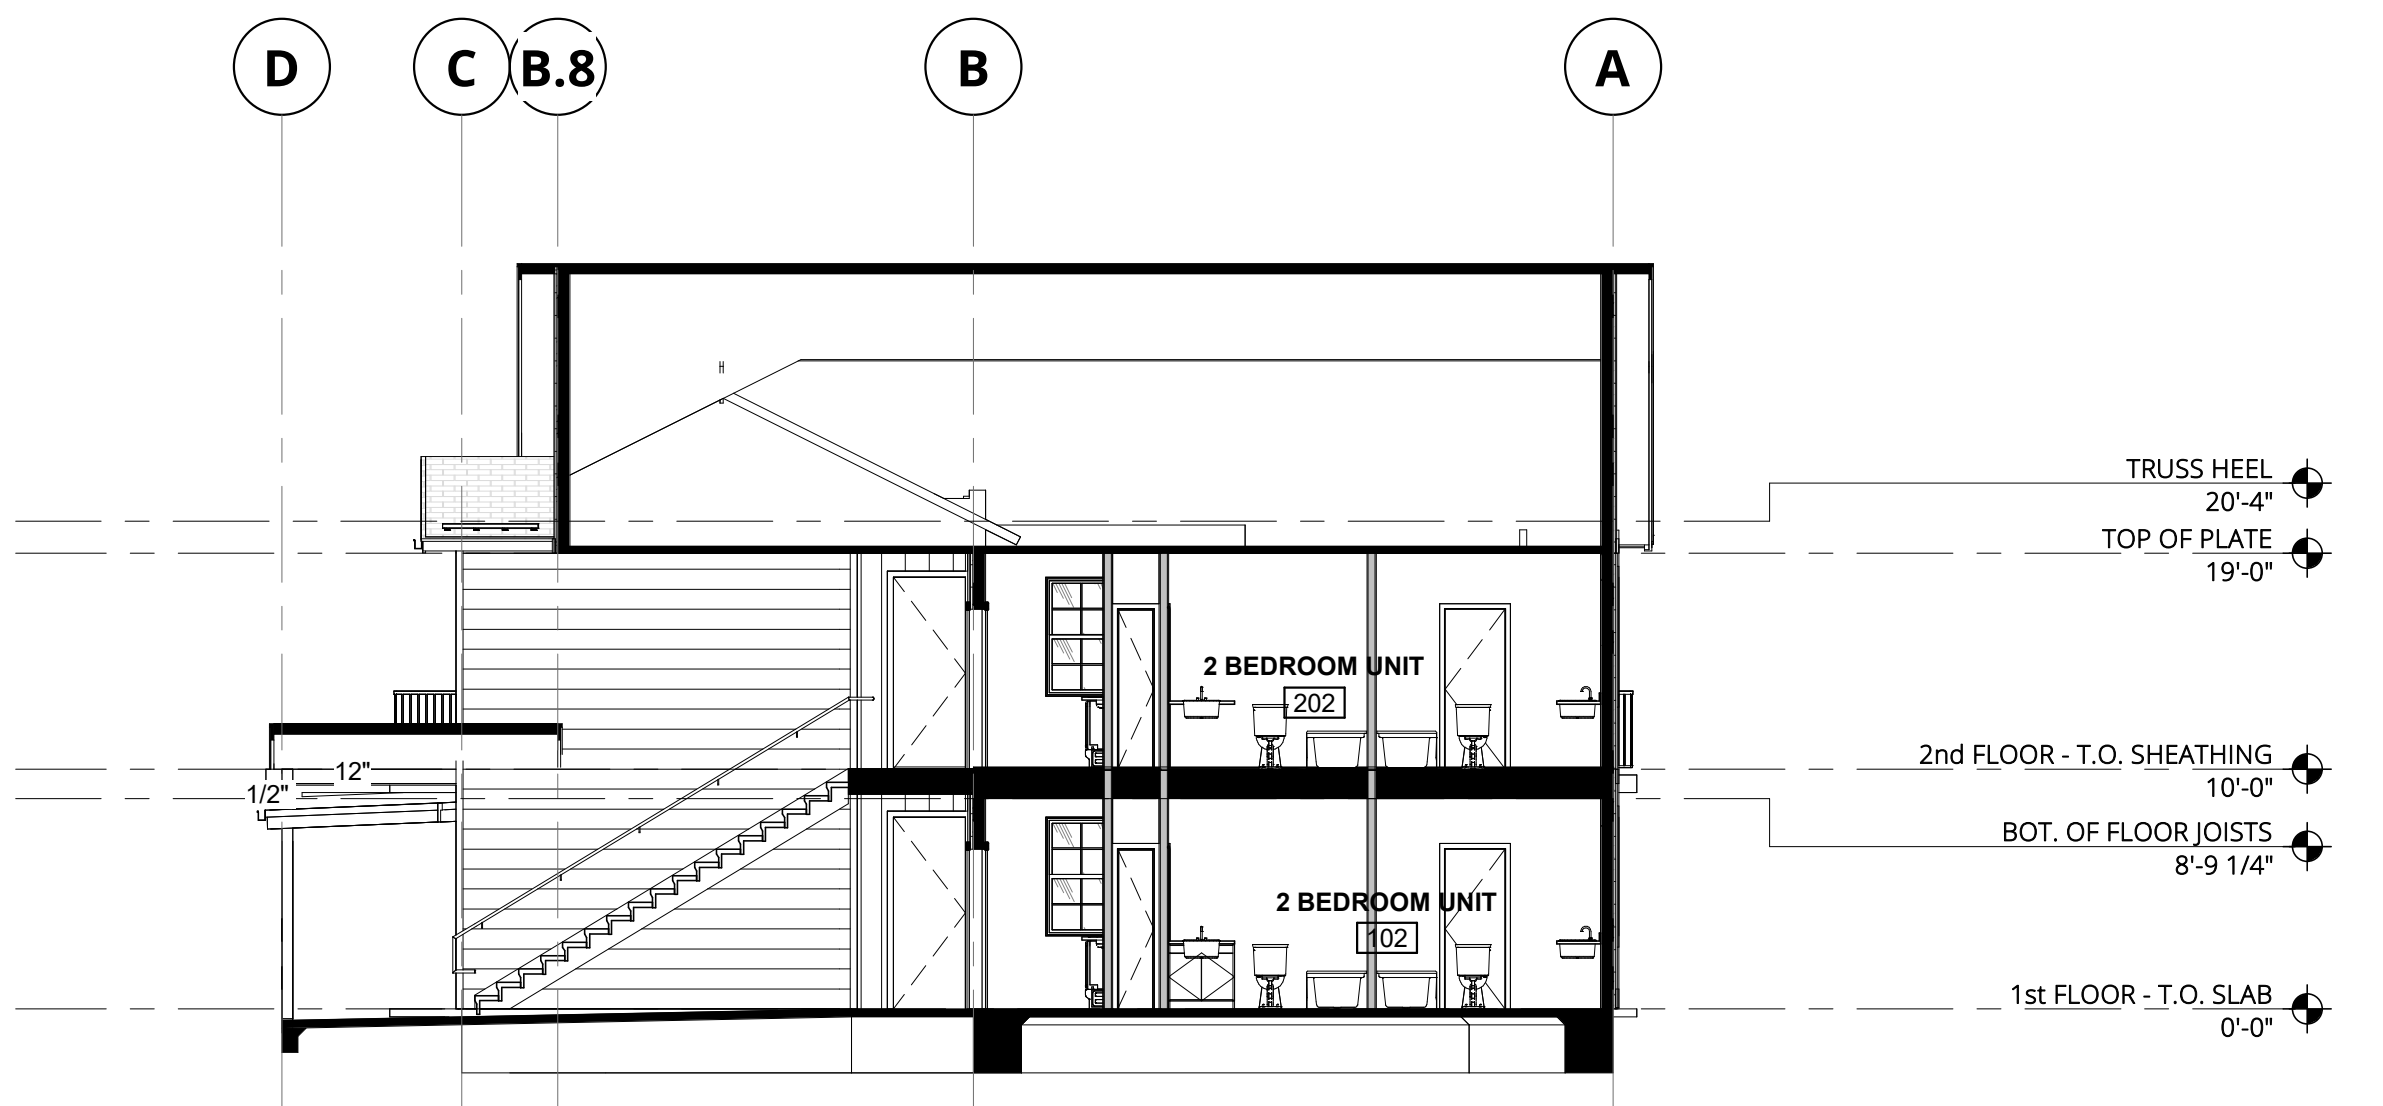 D
C
B.8
B
A
TRUSS HEEL
20'-4"
TOP OF PLATE
19'-0"
2 BEDROOM UNIT
202
2nd FLOOR - T.O. SHEATHING
10'-0"
12"
1/2"
BOT. OF FLOOR JOISTS
8'-9 1/4"
2 BEDROOM UNIT
102
1st FLOOR - T.O. SLAB
0'-0"